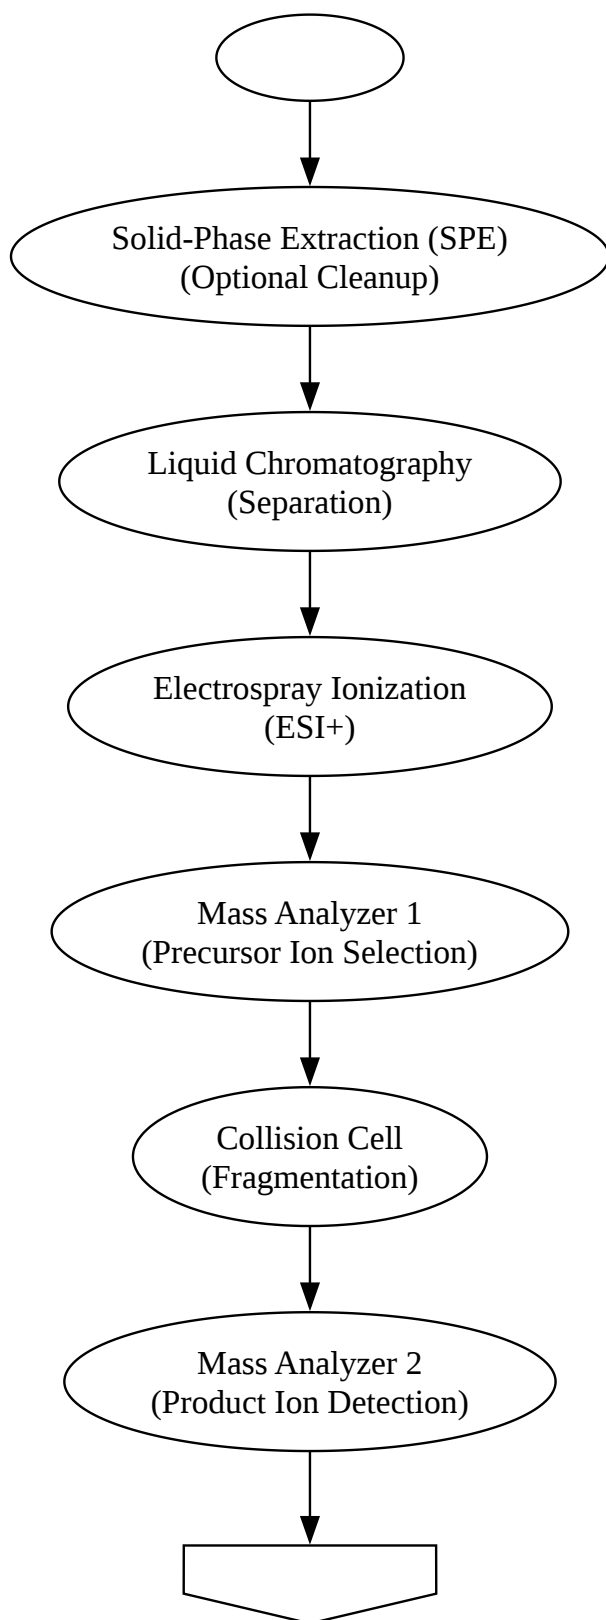 Solid-Phase Extraction (SPE)
(Optional Cleanup)
Liquid Chromatography
(Separation)
Electrospray Ionization
(ESI+)
Mass Analyzer 1
(Precursor Ion Selection)
Collision Cell
(Fragmentation)
Mass Analyzer 2
(Product Ion Detection)